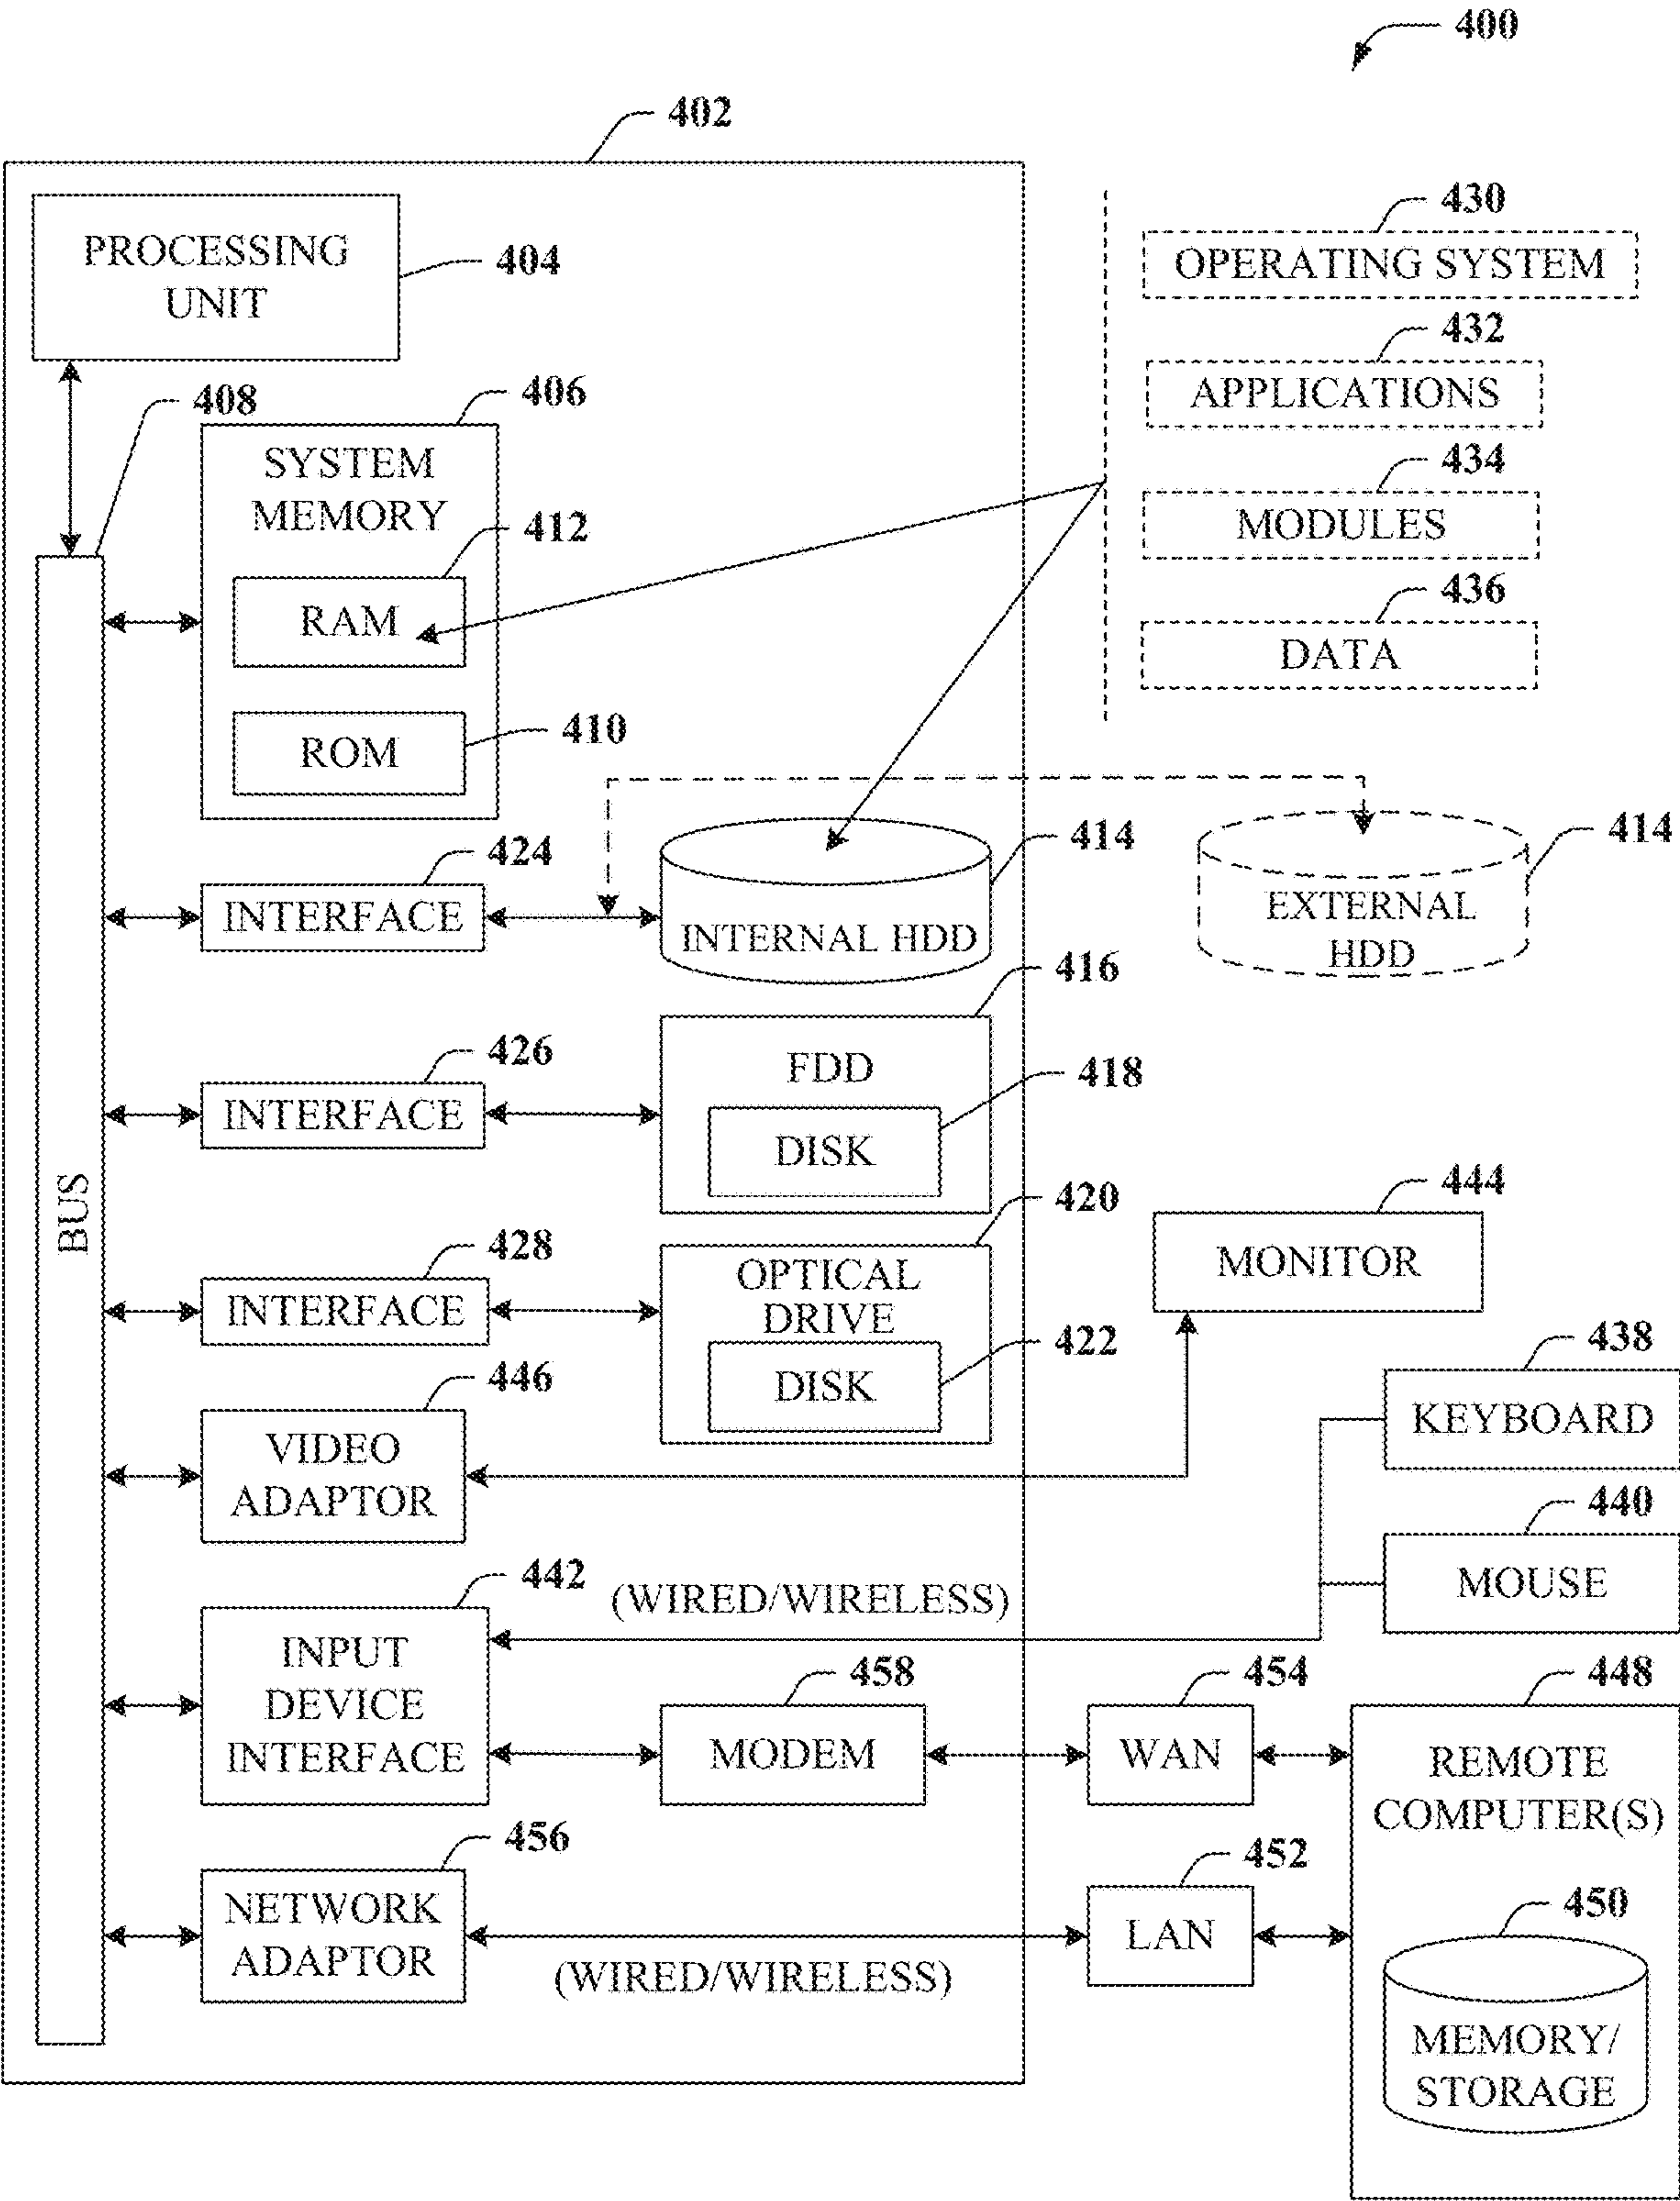 400
402
PROCESSING
UNIT
404
430
OPERATING SYSTEM
432
APPLICATIONS
434
MODULES
436
DATA
408
BUS
406
SYSTEM
MEMORY
412
RAM
410
ROM
424
INTERFACE
414
INTERNAL HDD
414
EXTERNAL
HDD
426
INTERFACE
416
FDD
418
DISK
428
INTERFACE
420
OPTICAL
DRIVE
422
DISK
444
MONITOR
446
VIDEO
ADAPTOR
438
KEYBOARD
440
MOUSE
442
INPUT
DEVICE
INTERFACE
(WIRED/WIRELESS)
458
MODEM
454
WAN
448
REMOTE
COMPUTER(S)
456
NETWORK
ADAPTOR
(WIRED/WIRELESS)
452
LAN
450
MEMORY/
STORAGE